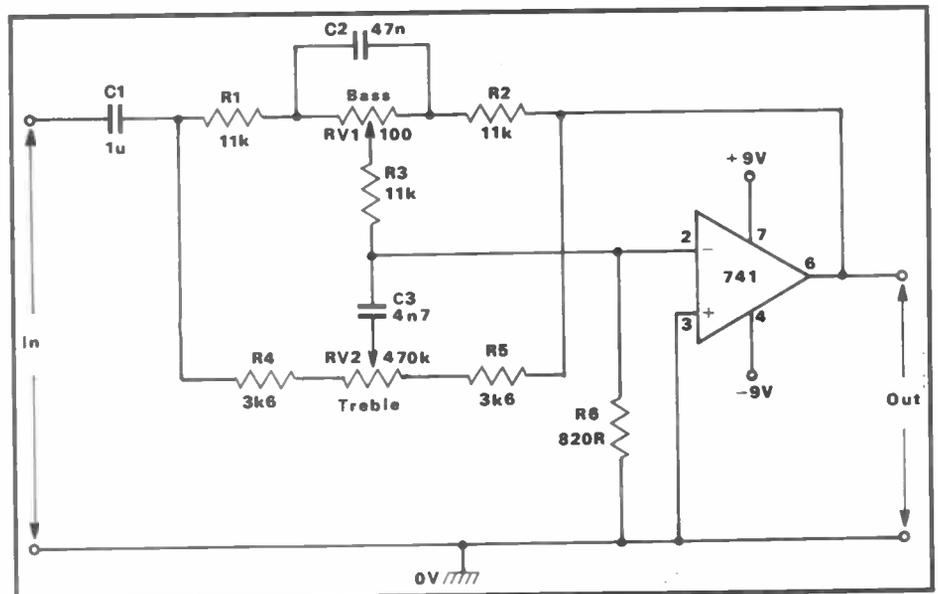 C2 47n
C1
R1
Bass
R2
1u
11k
RV1 100
11k
+9V
R3
11k
2
−
7
741
6
C3
4n7
3
+
4
In
R4
RV2 470k
R5
−9V
3k6
Treble
3k6
Out
R6
820R
0V